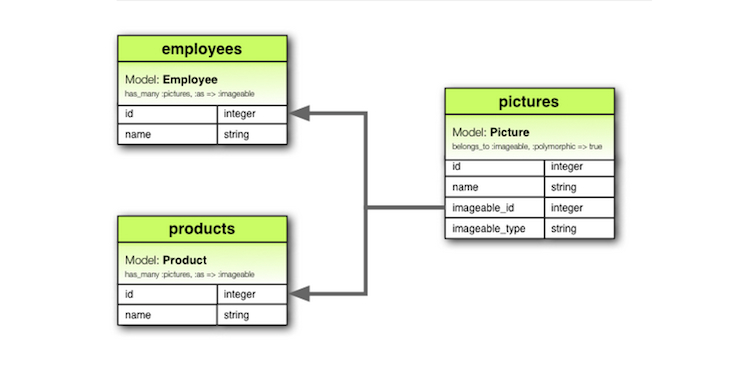 employees
Model: Employee
has_many :pictures, :as => :imageable
id integer
name string
pictures
Model: Picture
belongs_to :imageable, :polymorphic => true
id integer
name string
imageable_id integer
imageable_type string
products
Model: Product
has_many :pictures, :as => :imageable
id integer
name string